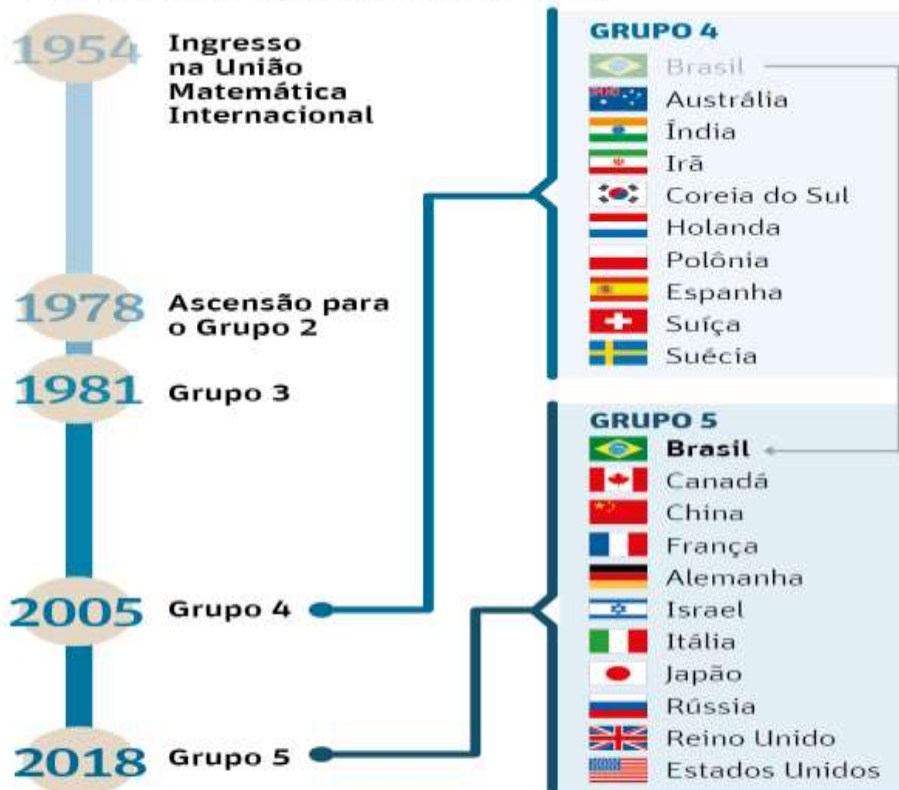 1954
Ingresso
na União
Matemática
Internacional
1978
Ascensão para
o Grupo 2
1981
Grupo 3
2005
Grupo 4
2018
Grupo 5
GRUPO 4
Brasil
Austrália
Índia
Irã
Coreia do Sul
Holanda
Polônia
Espanha
Suíça
Suécia
GRUPO 5
Brasil
Canadá
China
França
Alemanha
Israel
Itália
Japão
Rússia
Reino Unido
Estados Unidos